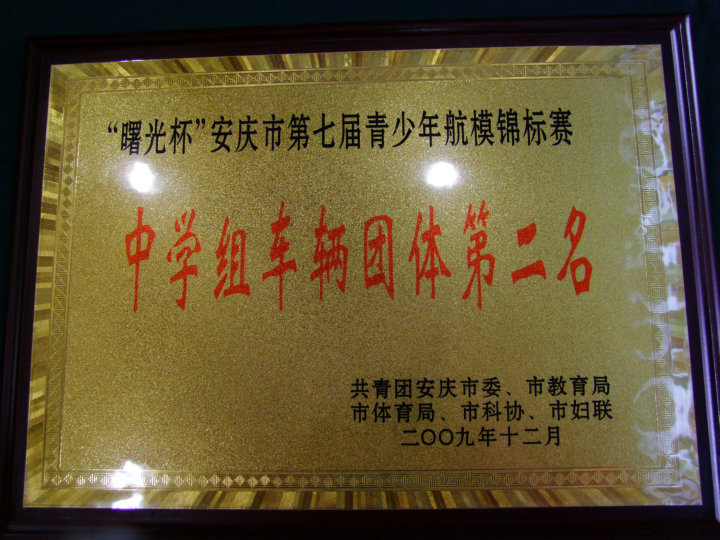 “曙光杯”安庆市第七届青少年航模锦标赛
中学组车辆团体第二名
共青团安庆市委、市教育局
市体育局、市科协、市妇联
二〇〇九年十二月